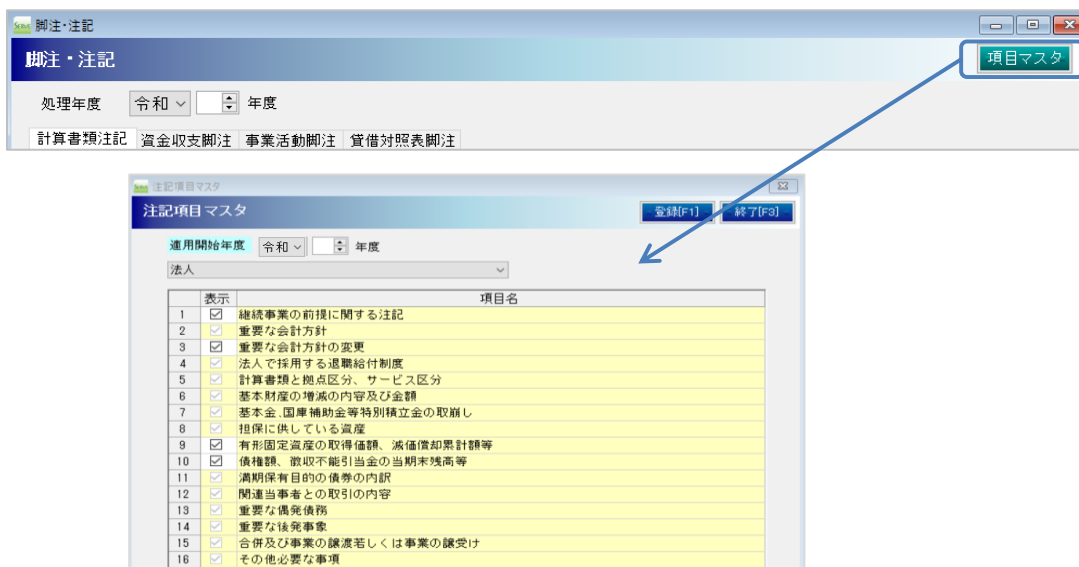 脚注･注記
脚注・注記
項目マスタ
処理年度 令和 年度
計算書類注記 資金収支脚注 事業活動脚注 貸借対照表脚注
注記項目マスタ
注記項目マスタ 登録[F1] 終了[F3]
適用開始年度 令和 年度
法人
表示 項目名
1 継続事業の前提に関する注記
2 重要な会計方針
3 重要な会計方針の変更
4 法人で採用する退職給付制度
5 計算書類と拠点区分、サービス区分
6 基本財産の増減の内容及び金額
7 基本金、国庫補助金等特別積立金の取崩し
8 担保に供している資産
9 有形固定資産の取得価額、減価償却累計額等
10 債権額、徴収不能引当金の当期末残高等
11 満期保有目的の債券の内訳
12 関連当事者との取引の内容
13 重要な偶発債務
14 重要な後発事象
15 合併及び事業の譲渡若しくは事業の譲受け
16 その他必要な事項